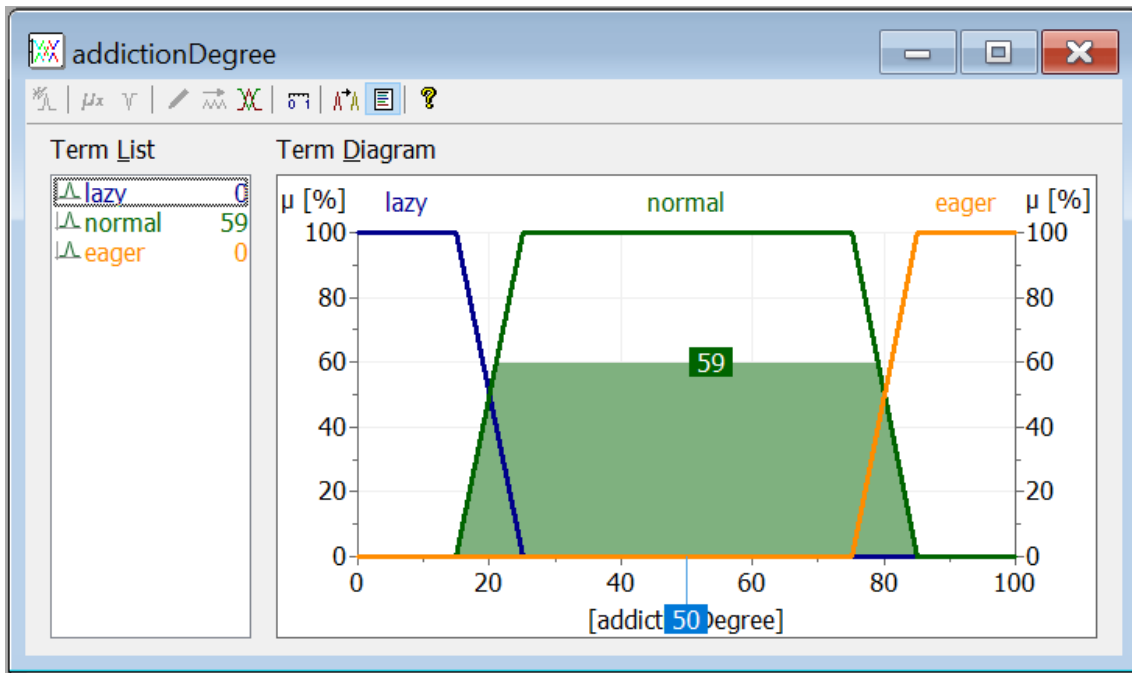 addictionDegree
Term List
lazy 0
normal 59
eager 0
Term Diagram
µ [%] lazy normal eager µ [%]
100 100
80 80
60 59 60
40 40
20 20
0 0
0 20 40 60 80 100
[addict 50 Degree]